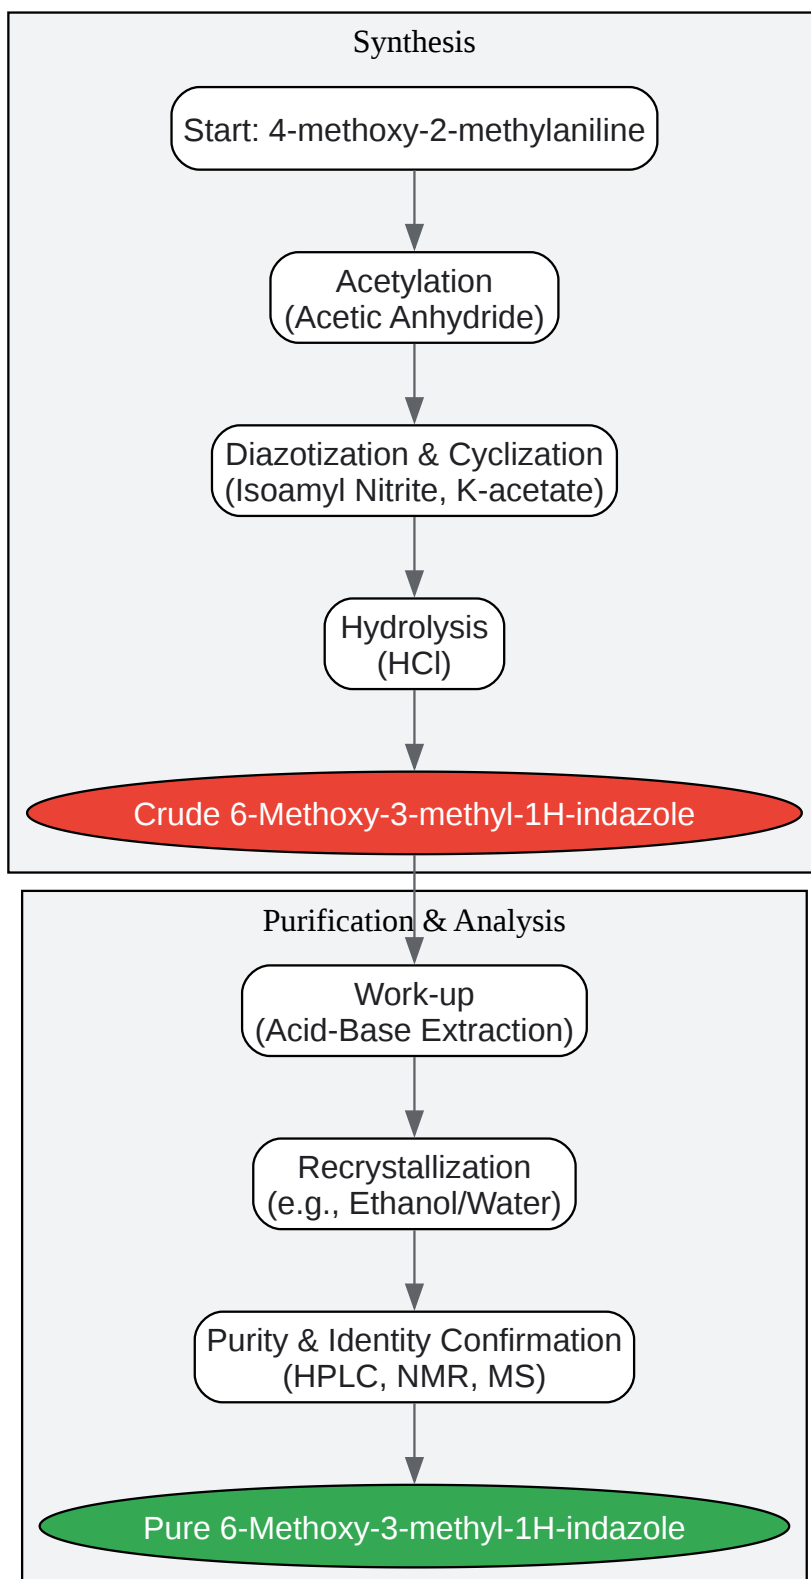 Synthesis
Start: 4-methoxy-2-methylaniline
Acetylation
(Acetic Anhydride)
Diazotization & Cyclization
(Isoamyl Nitrite, K-acetate)
Hydrolysis
(HCl)
Crude 6-Methoxy-3-methyl-1H-indazole
Purification & Analysis
Work-up
(Acid-Base Extraction)
Recrystallization
(e.g., Ethanol/Water)
Purity & Identity Confirmation
(HPLC, NMR, MS)
Pure 6-Methoxy-3-methyl-1H-indazole